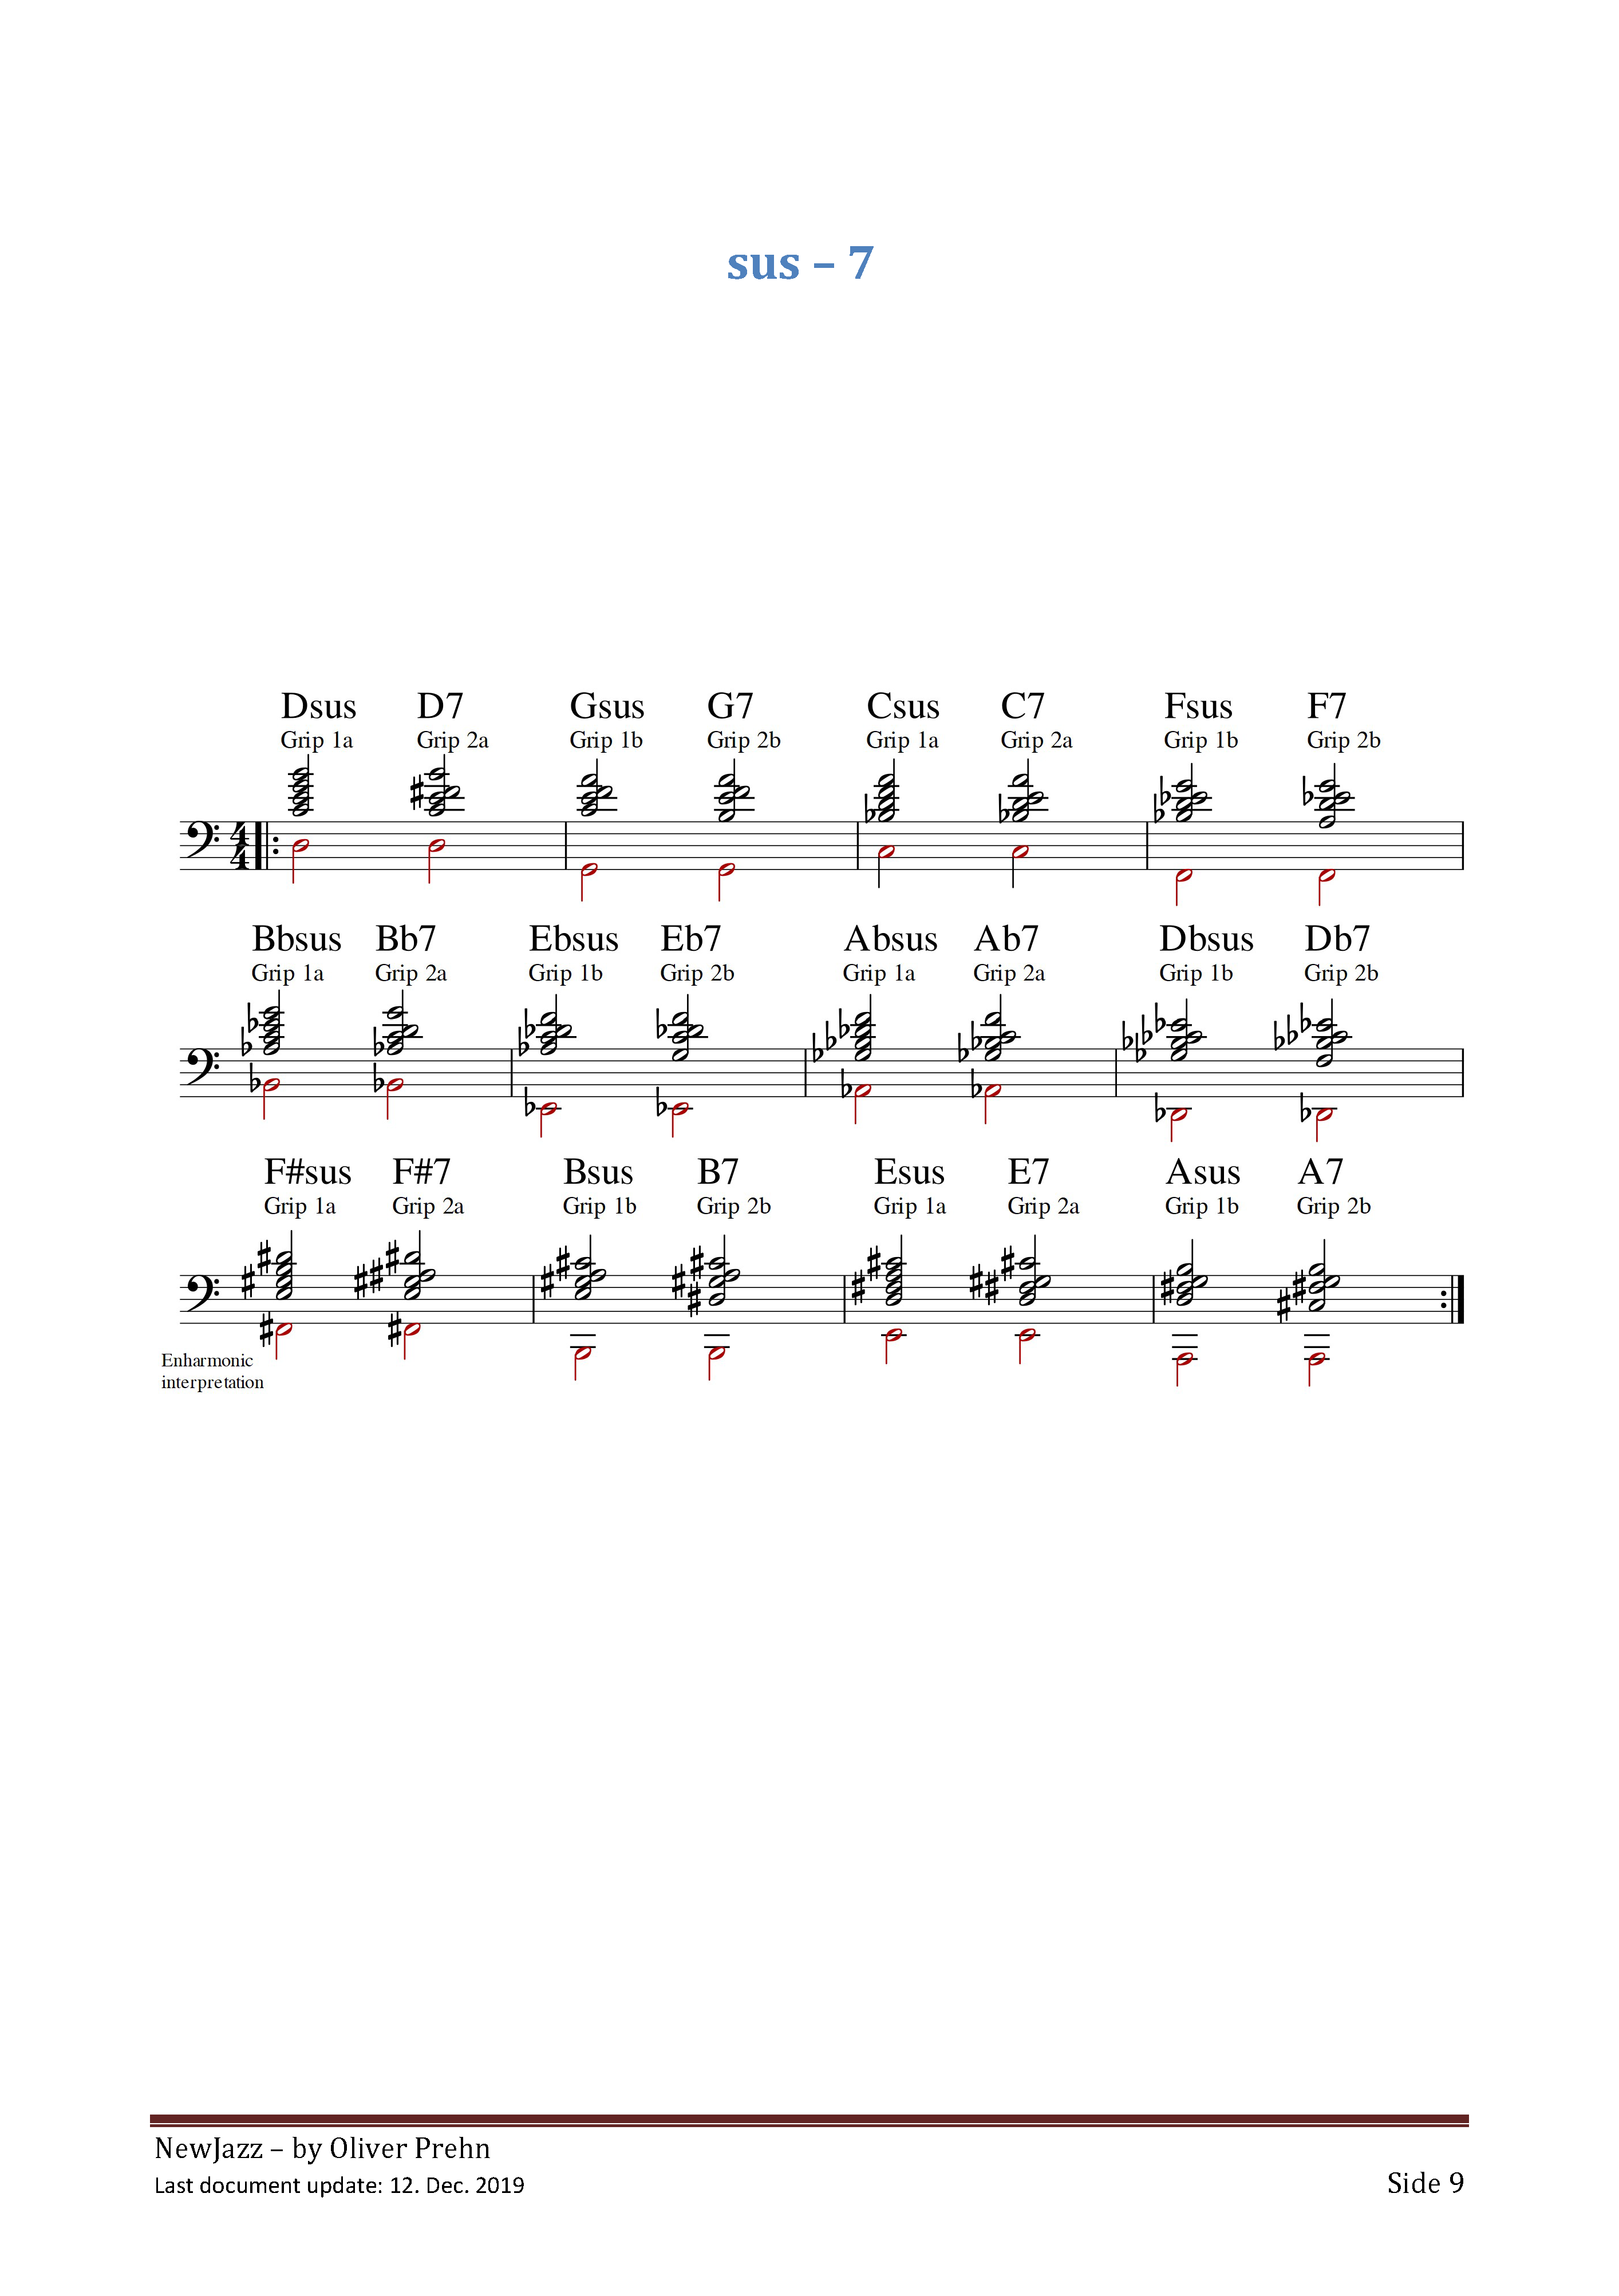 sus – 7
Dsus D7 Gsus G7 Csus C7 Fsus F7
Grip 1a Grip 2a Grip 1b Grip 2b Grip 1a Grip 2a Grip 1b Grip 2b
4
4
Bbsus Bb7 Ebsus Eb7 Absus Ab7 Dbsus Db7
Grip 1a Grip 2a Grip 1b Grip 2b Grip 1a Grip 2a Grip 1b Grip 2b
F#sus F#7 Bsus B7 Esus E7 Asus A7
Grip 1a Grip 2a Grip 1b Grip 2b Grip 1a Grip 2a Grip 1b Grip 2b
Enharmonic
interpretation
NewJazz – by Oliver Prehn
Last document update: 12. Dec. 2019 Side 9